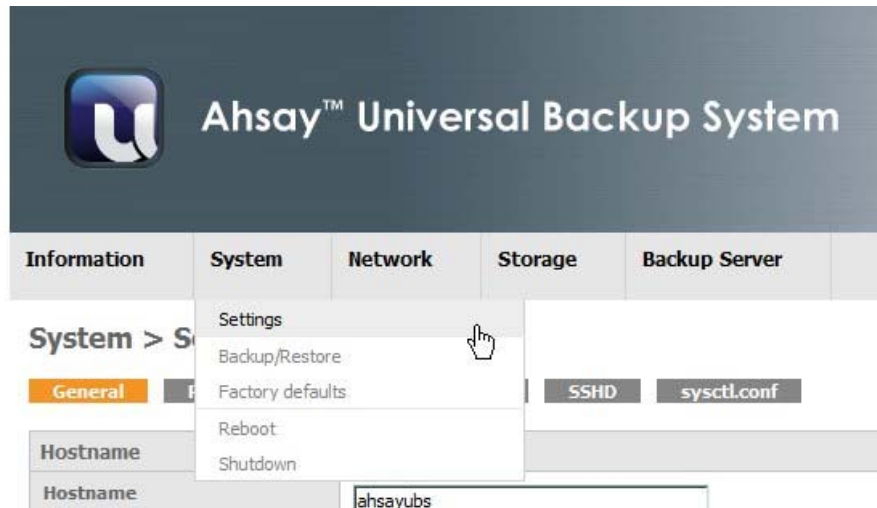 Ahsay™ Universal Backup System
Information System Network Storage Backup Server
Settings
System > S
Backup/Restore
General SSHD sysctl.conf
Factory defaults
Reboot
Hostname
Shutdown
Hostname ahsayubs